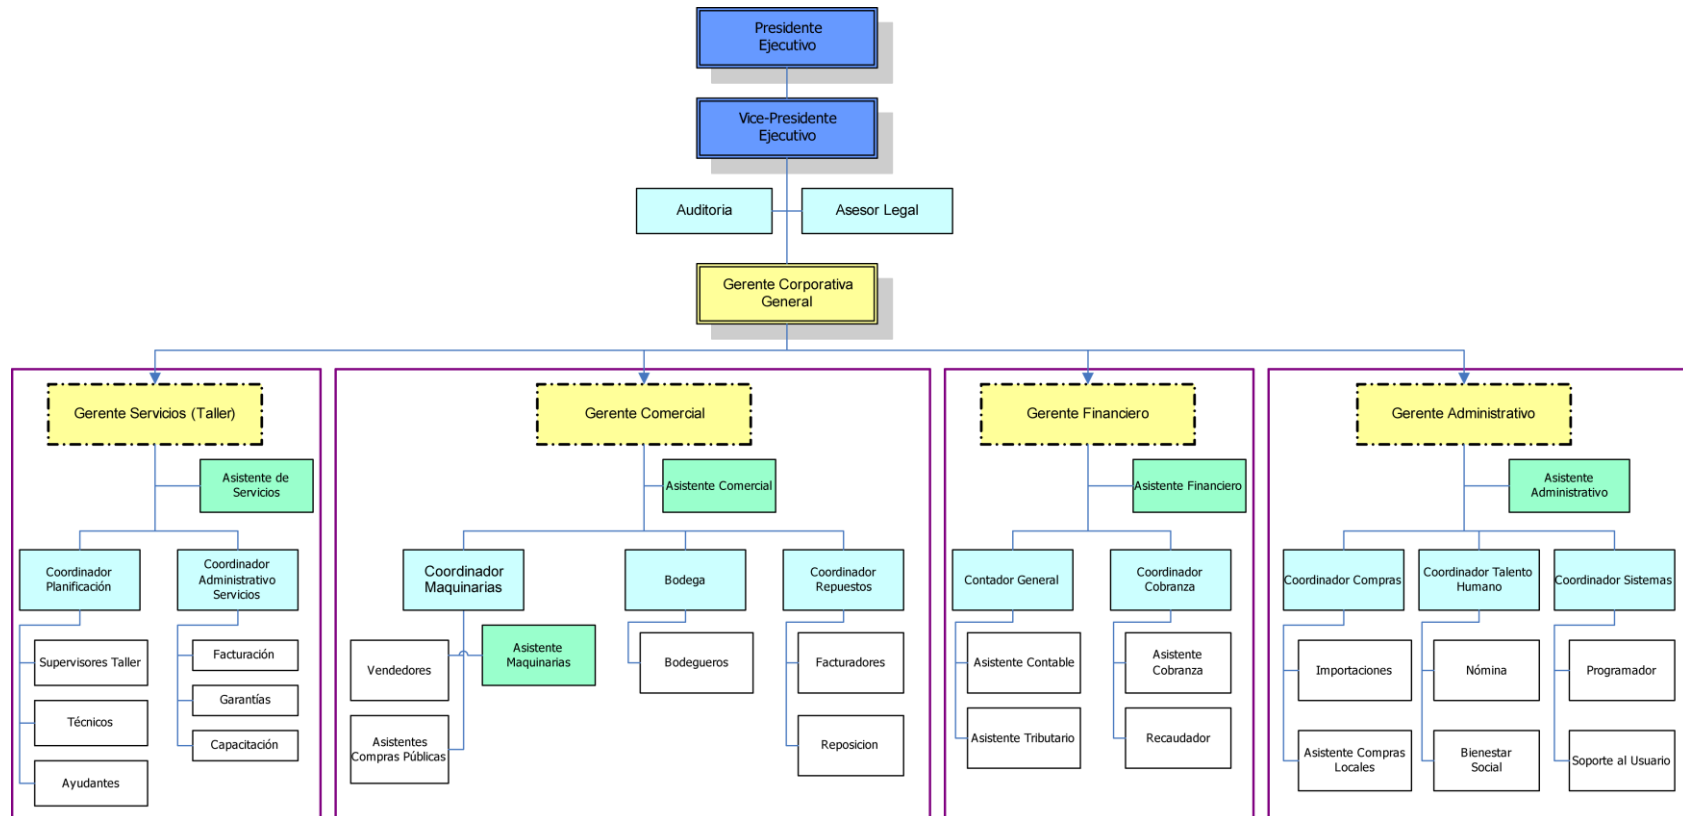 Presidente
Ejecutivo
Vice-Presidente
Ejecutivo
Auditoria
Asesor Legal
Gerente Corporativa
General
Gerente Servicios (Taller)
Gerente Comercial
Gerente Financiero
Gerente Administrativo
Asistente de
Servicios
Asistente Comercial
Asistente Financiero
Asistente
Administrativo
Coordinador
Planificación
Coordinador
Administrativo
Servicios
Coordinador
Maquinarias
Bodega
Coordinador
Repuestos
Contador General
Coordinador
Cobranza
Coordinador Compras
Coordinador Talento
Humano
Coordinador Sistemas
Supervisores Taller
Técnicos
Ayudantes
Facturación
Garantías
Capacitación
Vendedores
Asistente
Maquinarias
Asistentes
Compras Públicas
Bodegueros
Facturadores
Reposicion
Asistente Contable
Asistente Tributario
Asistente
Cobranza
Recaudador
Importaciones
Asistente Compras
Locales
Nómina
Bienestar
Social
Programador
Soporte al Usuario